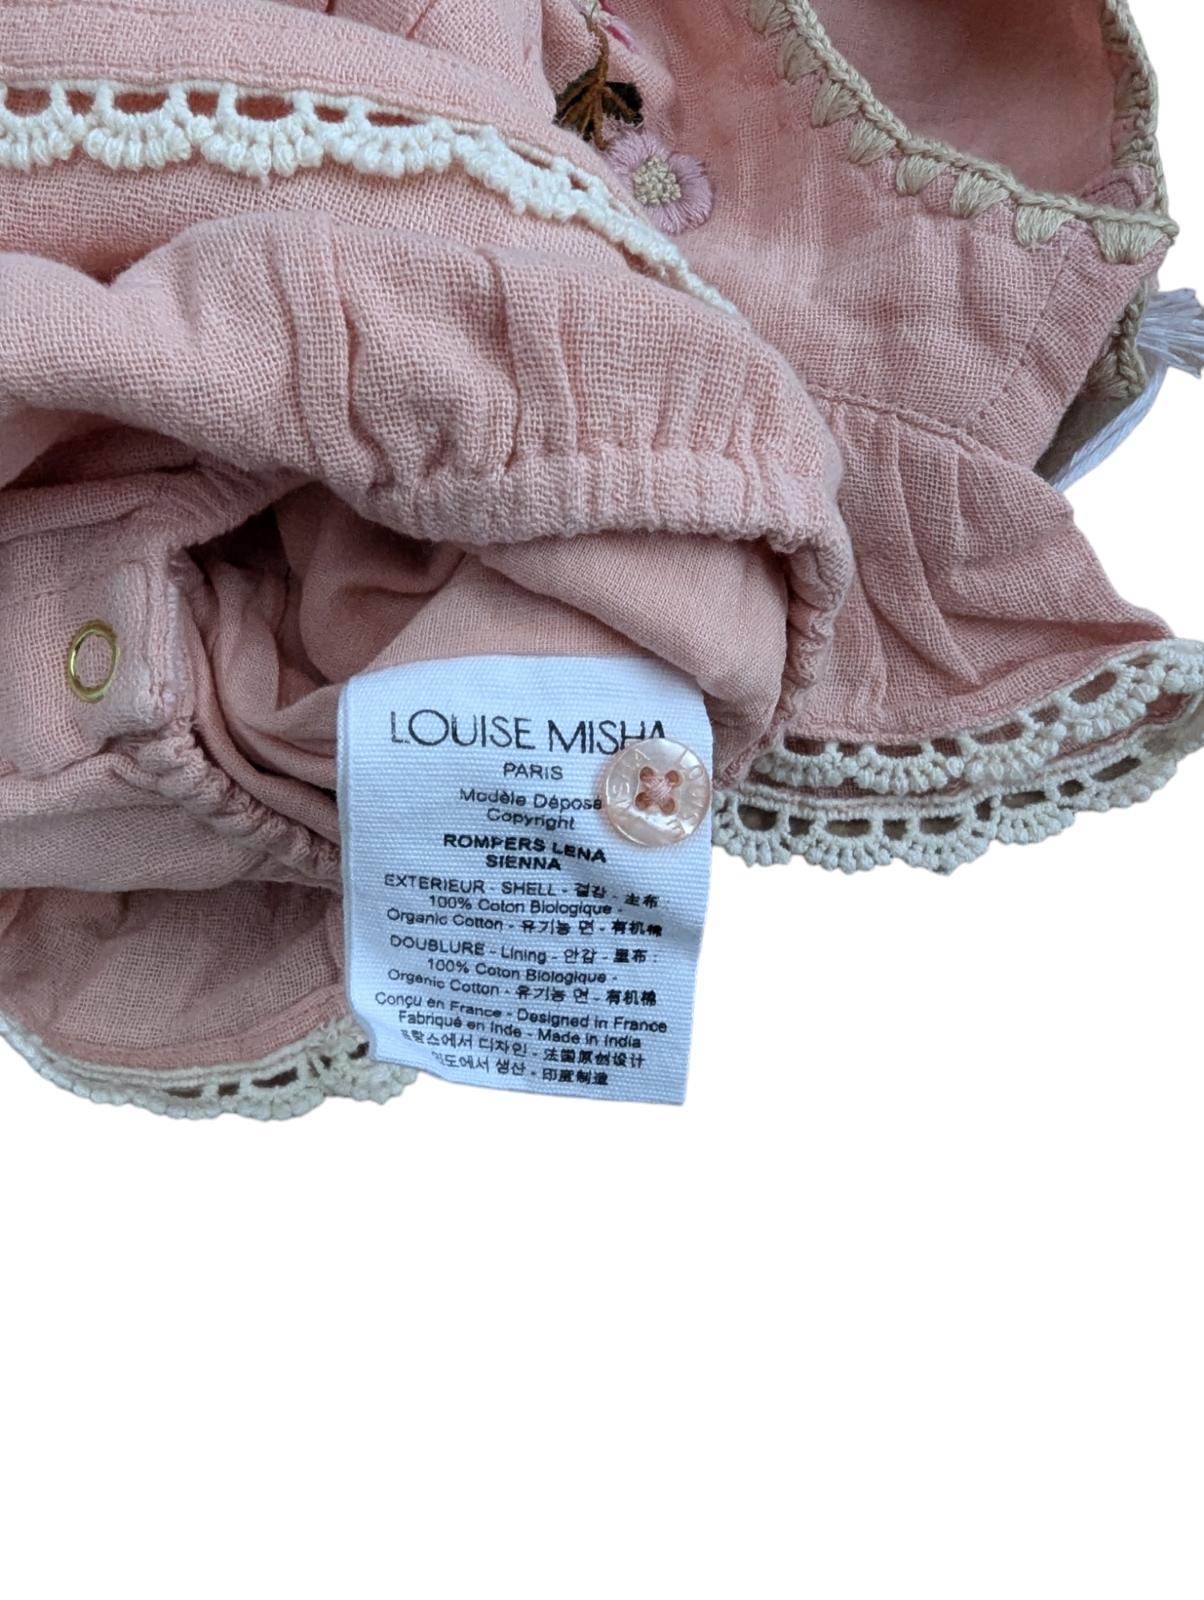 LOUISE MISHA
PARIS
Modèle Déposé
Copyright
ROMPERS LENA
SIENNA
EXTERIEUR - SHELL - 겉감 - 主布
100% Coton Biologique -
Organic Cotton - 유기농 면 - 有机棉
DOUBLURE - Lining - 안감 - 里布 :
100% Coton Biologique -
Organic Cotton - 유기농 면 - 有机棉
Conçu en France - Designed in France
Fabriqué en Inde - Made in India
프랑스에서 디자인 - 法国原创设计
인도에서 생산 - 印度制造